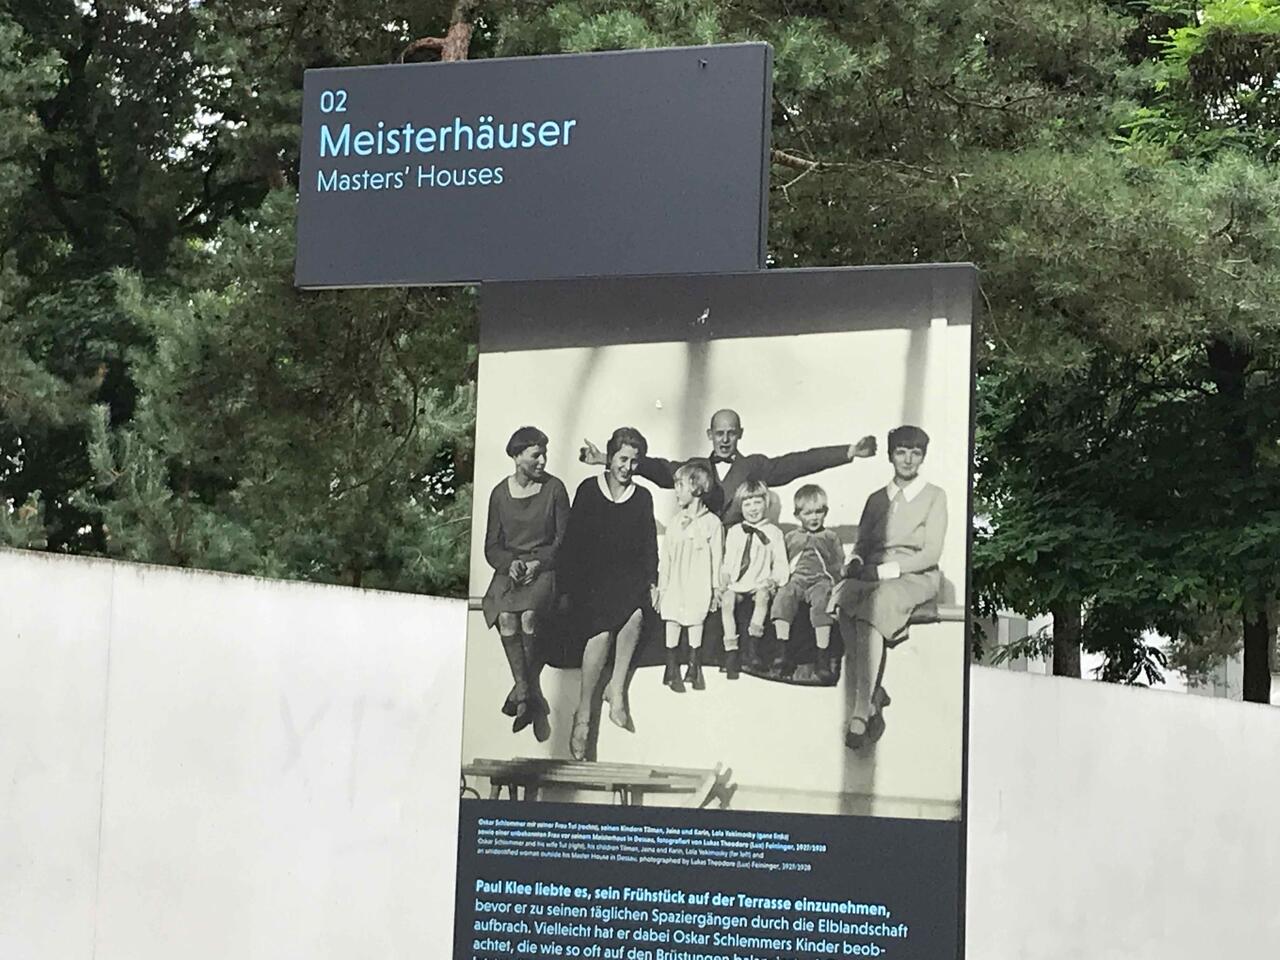 02
Meisterhäuser
Masters' Houses
Oskar Schlemmer mit seiner Frau Tut (rechts), seinen Kindern Tilman, Jaina und Karin, Lola Yekimovky (ganz links)
sowie einer unbekannten Frau vor seinem Meisterhaus in Dessau, fotografiert von Lukas Theodore (Lux) Feininger, 1927/1928
Oskar Schlemmer and his wife Tut (right), his children Tilman, Jaina and Karin, Lola Yekimovky (far left) and
an unidentified woman outside his Master House in Dessau, photographed by Lukas Theodore (Lux) Feininger, 1927/1928
Paul Klee liebte es, sein Frühstück auf der Terrasse einzunehmen,
bevor er zu seinen täglichen Spaziergängen durch die Elblandschaft
aufbrach. Vielleicht hat er dabei Oskar Schlemmers Kinder beob-
achtet, die wie so oft auf den Brüstungen